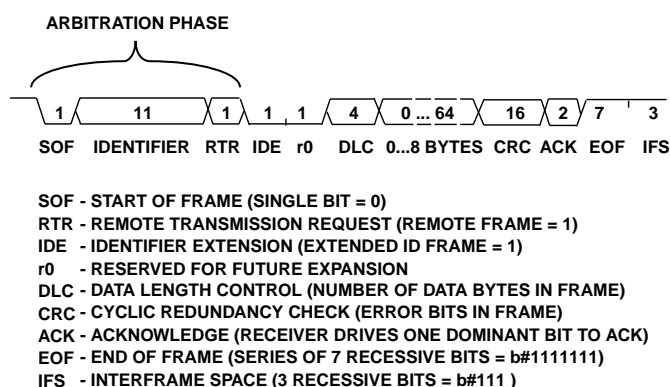 ARBITRATION PHASE
1 11 1 1 1 4 0 ... 64 16 2 7 3
SOF IDENTIFIER RTR IDE r0 DLC 0...8 BYTES CRC ACK EOF IFS
SOF - START OF FRAME (SINGLE BIT = 0)
RTR - REMOTE TRANSMISSION REQUEST (REMOTE FRAME = 1)
IDE - IDENTIFIER EXTENSION (EXTENDED ID FRAME = 1)
r0 - RESERVED FOR FUTURE EXPANSION
DLC - DATA LENGTH CONTROL (NUMBER OF DATA BYTES IN FRAME)
CRC - CYCLIC REDUNDANCY CHECK (ERROR BITS IN FRAME)
ACK - ACKNOWLEDGE (RECEIVER DRIVES ONE DOMINANT BIT TO ACK)
EOF - END OF FRAME (SERIES OF 7 RECESSIVE BITS = b#1111111)
IFS - INTERFRAME SPACE (3 RECESSIVE BITS = b#111 )